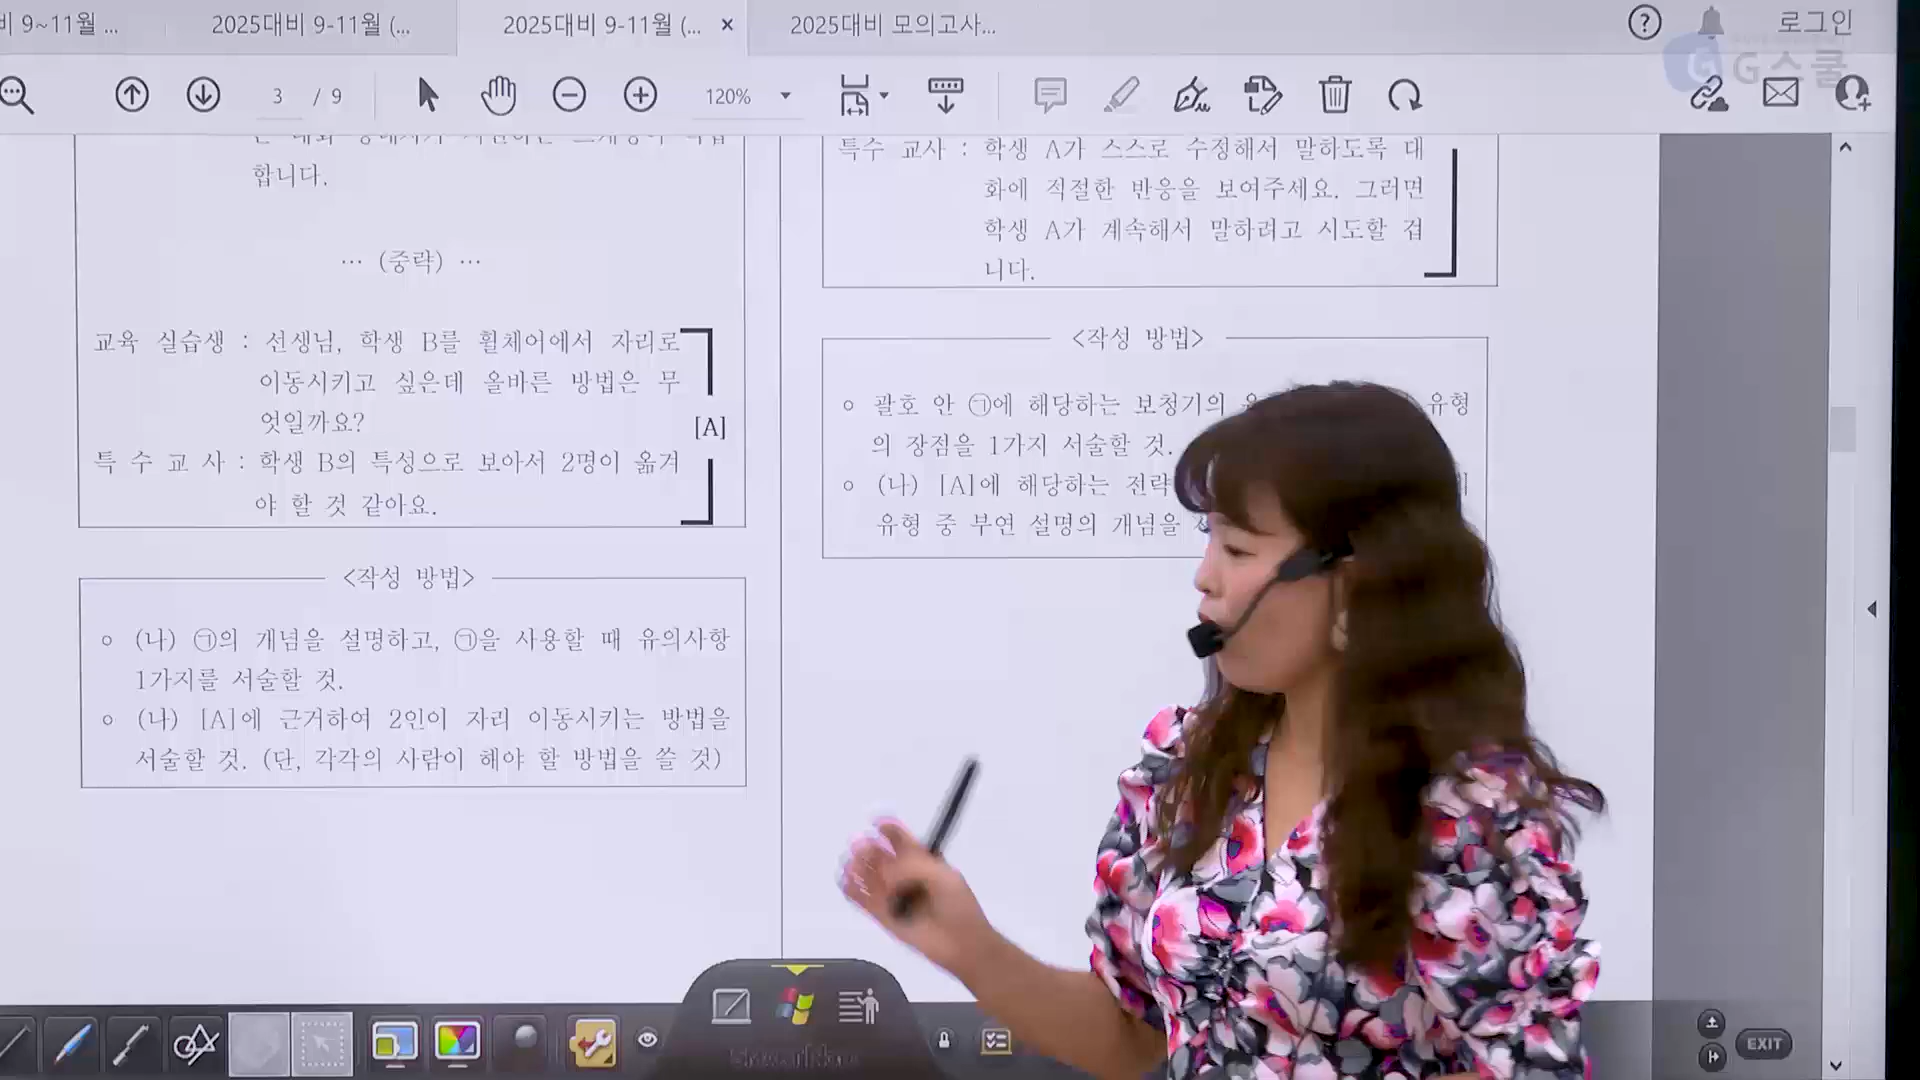 9~11월 ...
2025대비 9-11월 (...
2025대비 9-11월 (... ×
2025대비 모의고사...
로그인
G스쿨
3 / 9
120%
합니다.
… (중략) …
교육 실습생 : 선생님, 학생 B를 휠체어에서 자리로
이동시키고 싶은데 올바른 방법은 무
엇일까요?
[A]
특 수 교 사 : 학생 B의 특성으로 보아서 2명이 옮겨
야 할 것 같아요.
<작성 방법>
○ (나) ㉠의 개념을 설명하고, ㉠을 사용할 때 유의사항
1가지를 서술할 것.
○ (나) [A]에 근거하여 2인이 자리 이동시키는 방법을
서술할 것. (단, 각각의 사람이 해야 할 방법을 쓸 것)
특수 교사 : 학생 A가 스스로 수정해서 말하도록 대
화에 적절한 반응을 보여주세요. 그러면
학생 A가 계속해서 말하려고 시도할 겁
니다.
<작성 방법>
○ 괄호 안 ㉠에 해당하는 보청기의 유형
의 장점을 1가지 서술할 것.
○ (나) [A]에 해당하는 전략
유형 중 부연 설명의 개념을
EXIT